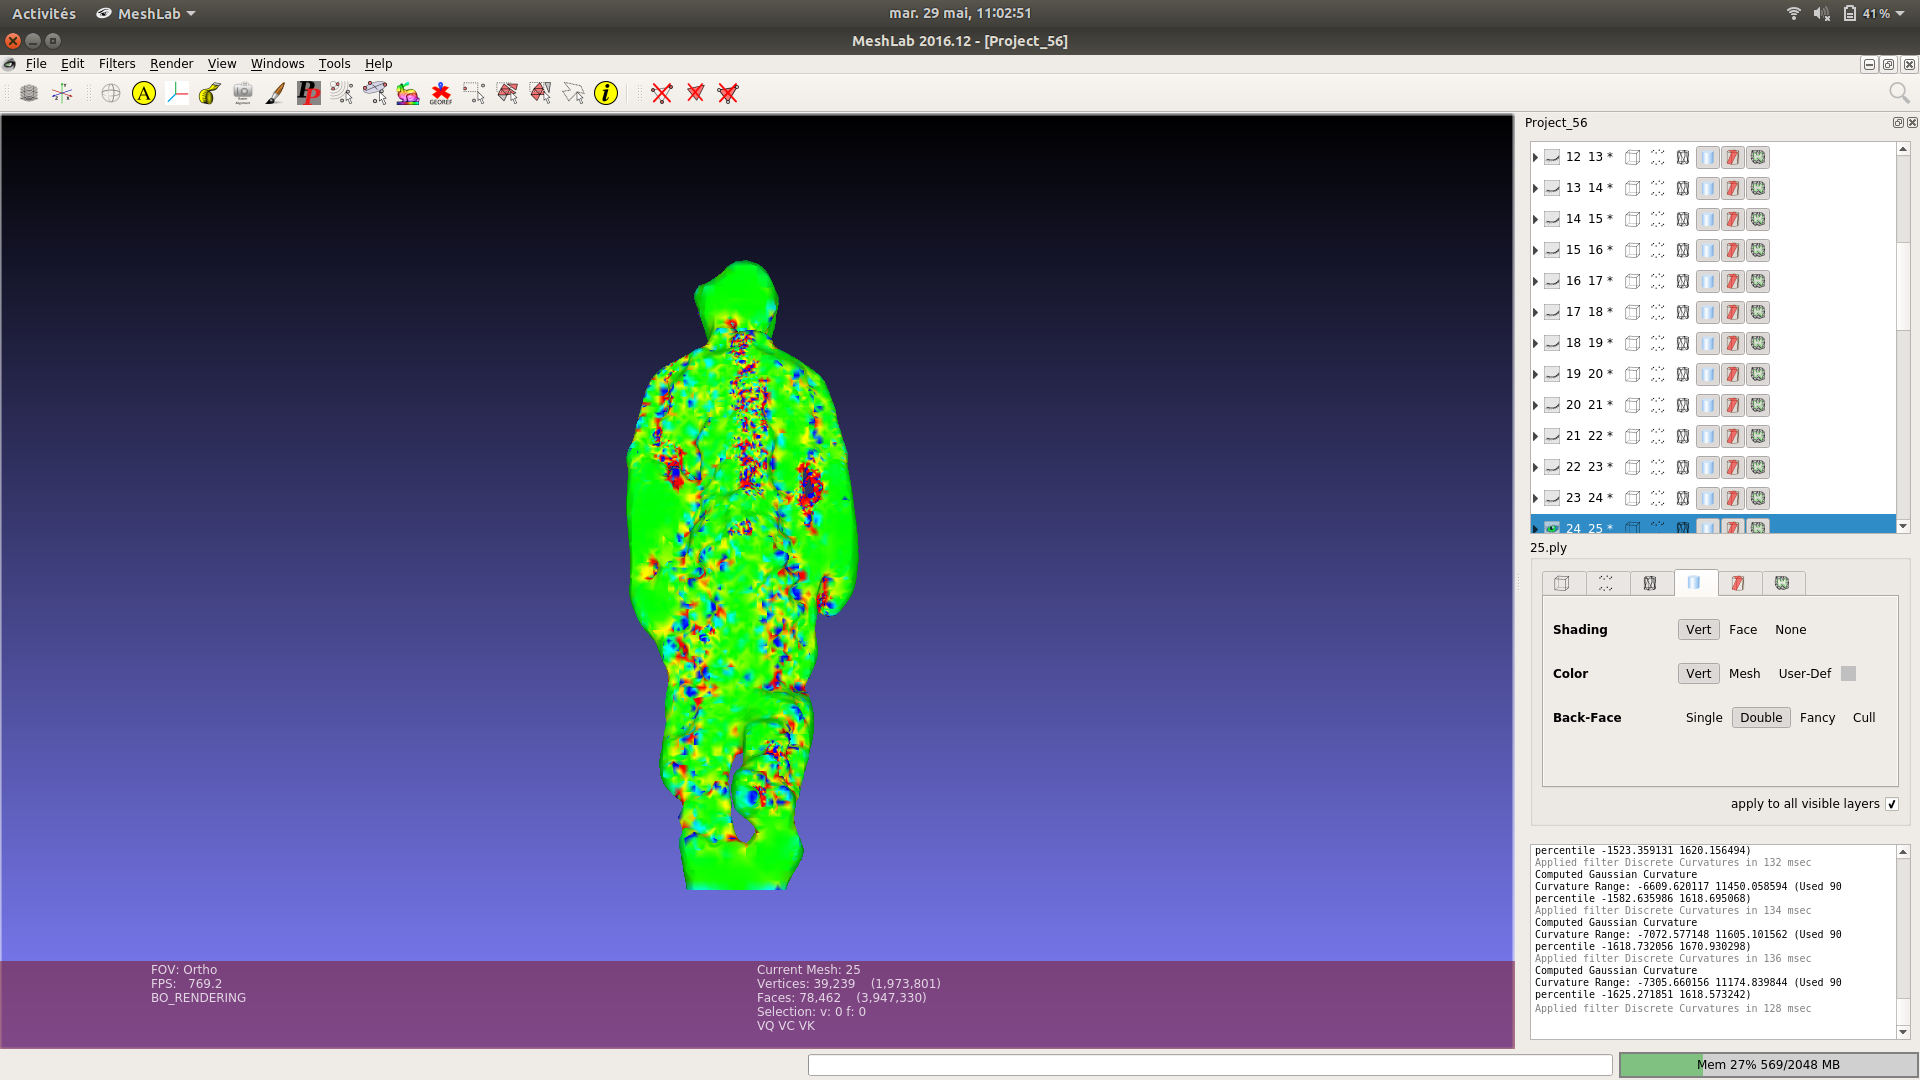 Activités MeshLab mar. 29 mai, 11:02:51 41 %
MeshLab 2016.12 - [Project_56]
File Edit Filters Render View Windows Tools Help
A PP GEOREF i
Project_56
12 13 *
13 14 *
14 15 *
15 16 *
16 17 *
17 18 *
18 19 *
19 20 *
20 21 *
21 22 *
22 23 *
23 24 *
24 25 *
25.ply
Shading Vert Face None
Color Vert Mesh User-Def
Back-Face Single Double Fancy Cull
apply to all visible layers
percentile -1523.359131 1620.156494)
Applied filter Discrete Curvatures in 132 msec
Computed Gaussian Curvature
Curvature Range: -6609.620117 11450.058594 (Used 90
percentile -1582.635986 1618.695068)
Applied filter Discrete Curvatures in 134 msec
Computed Gaussian Curvature
Curvature Range: -7072.577148 11605.101562 (Used 90
percentile -1618.732056 1670.930298)
Applied filter Discrete Curvatures in 136 msec
Computed Gaussian Curvature
Curvature Range: -7305.660156 11174.839844 (Used 90
percentile -1625.271851 1618.573242)
Applied filter Discrete Curvatures in 128 msec
FOV: Ortho
FPS: 769.2
BO_RENDERING
Current Mesh: 25
Vertices: 39,239 (1,973,801)
Faces: 78,462 (3,947,330)
Selection: v: 0 f: 0
VQ VC VK
Mem 27% 569/2048 MB